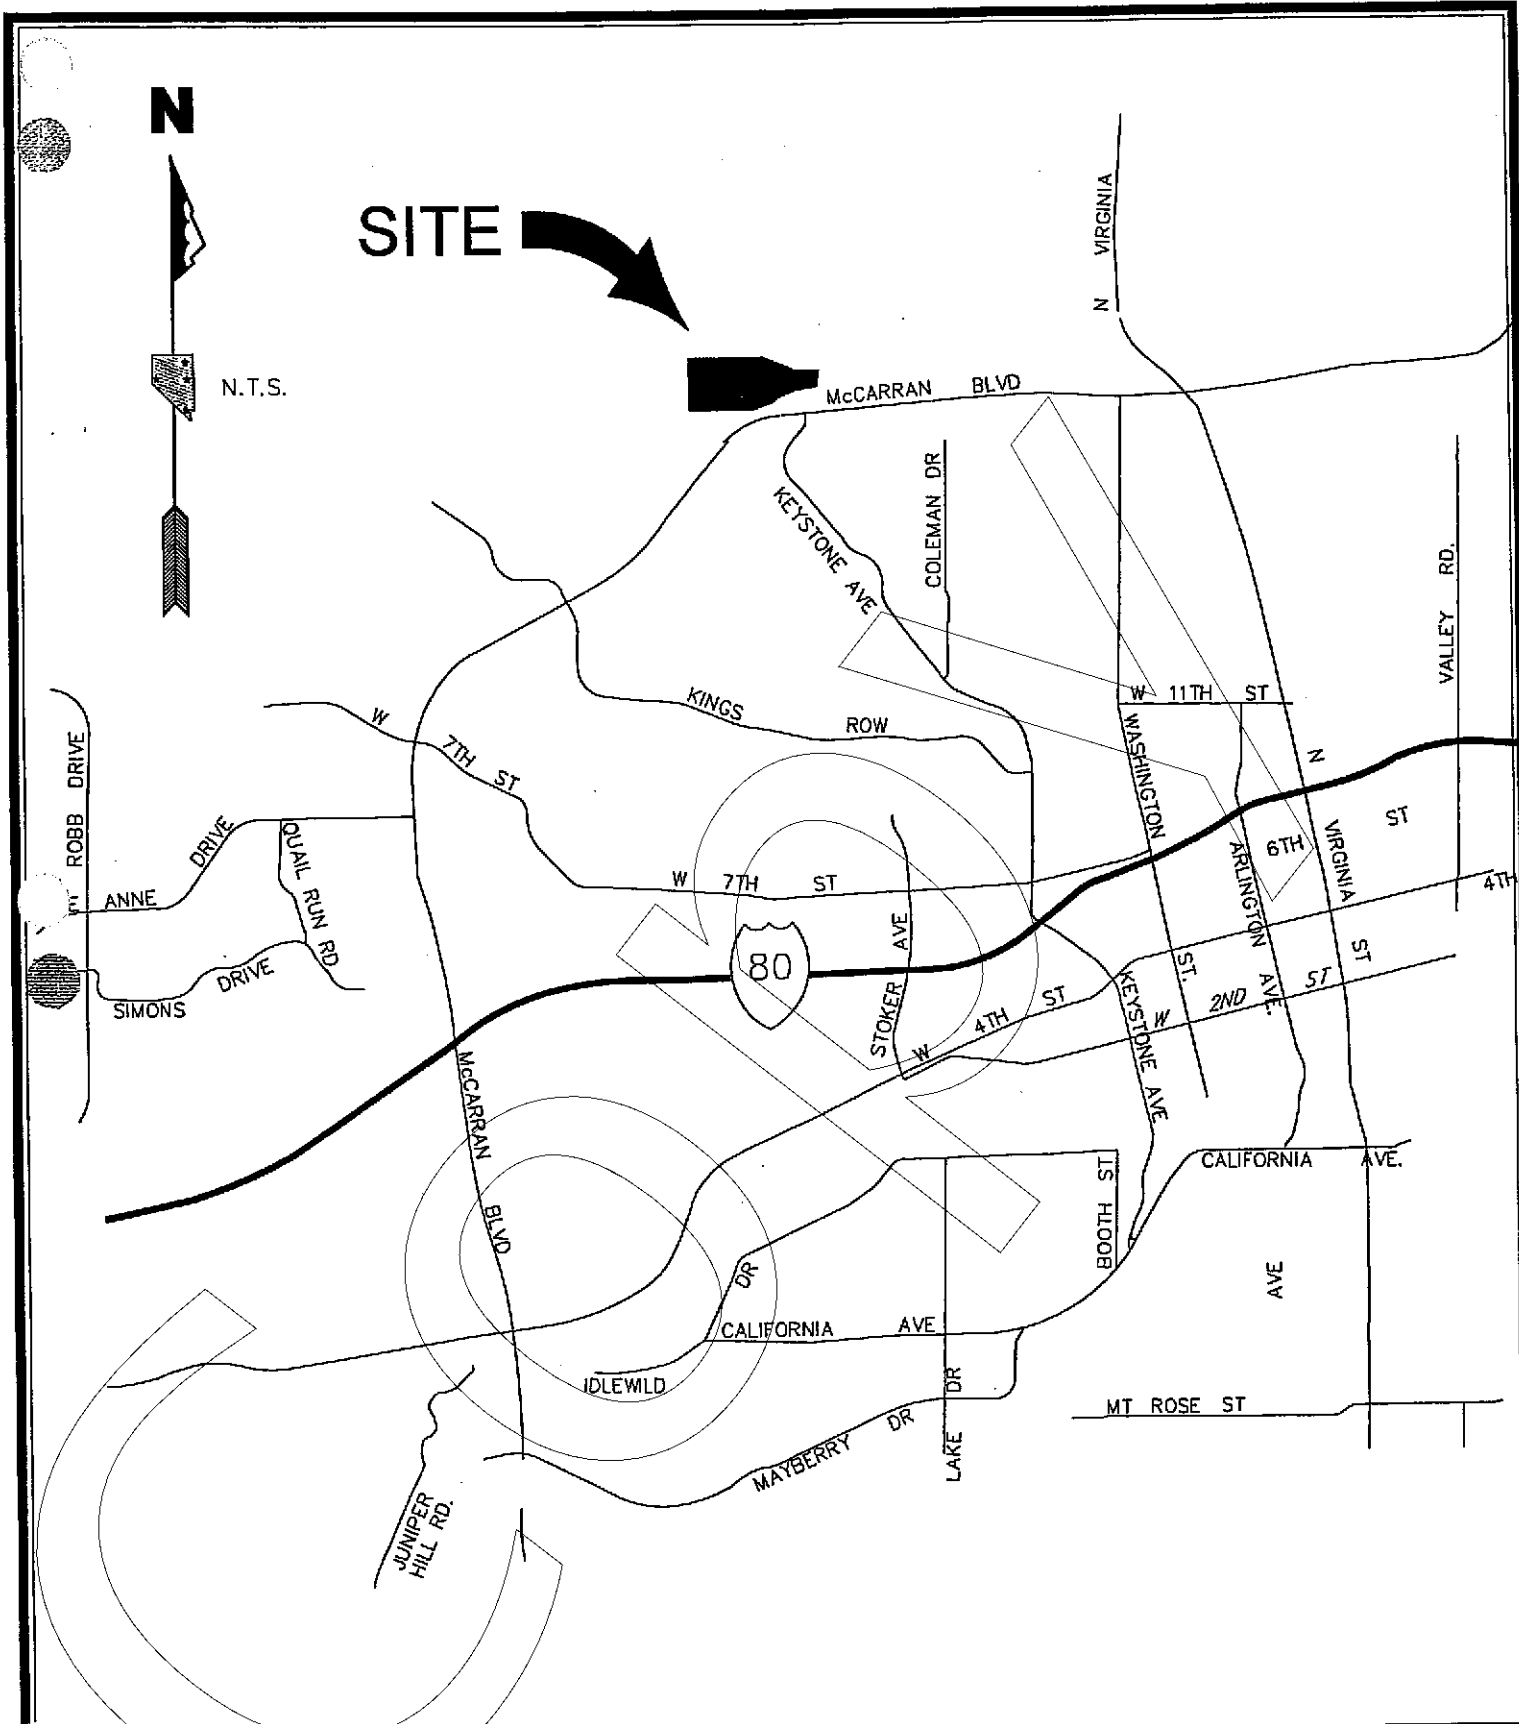 N
SITE
N.T.S.
N VIRGINIA
McCARRAN BLVD
KEYSTONE AVE
COLEMAN DR
VALLEY RD.
W 11TH ST
KINGS ROW
W 7TH ST
ROBB DRIVE
WASHINGTON ST.
N VIRGINIA ST
ANNE DRIVE
QUAIL RUN RD
W 7TH ST
6TH ST
ARLINGTON AVE.
4TH
80
STOKER AVE
SIMONS DRIVE
W 4TH ST
KEYSTONE AVE
W 2ND ST
McCARRAN BLVD
CALIFORNIA AVE.
BOOTH ST
AVE
DR
CALIFORNIA AVE
IDLEWILD
LAKE DR
MT ROSE ST
MAYBERRY DR
JUNIPER
HILL RD.
COPY